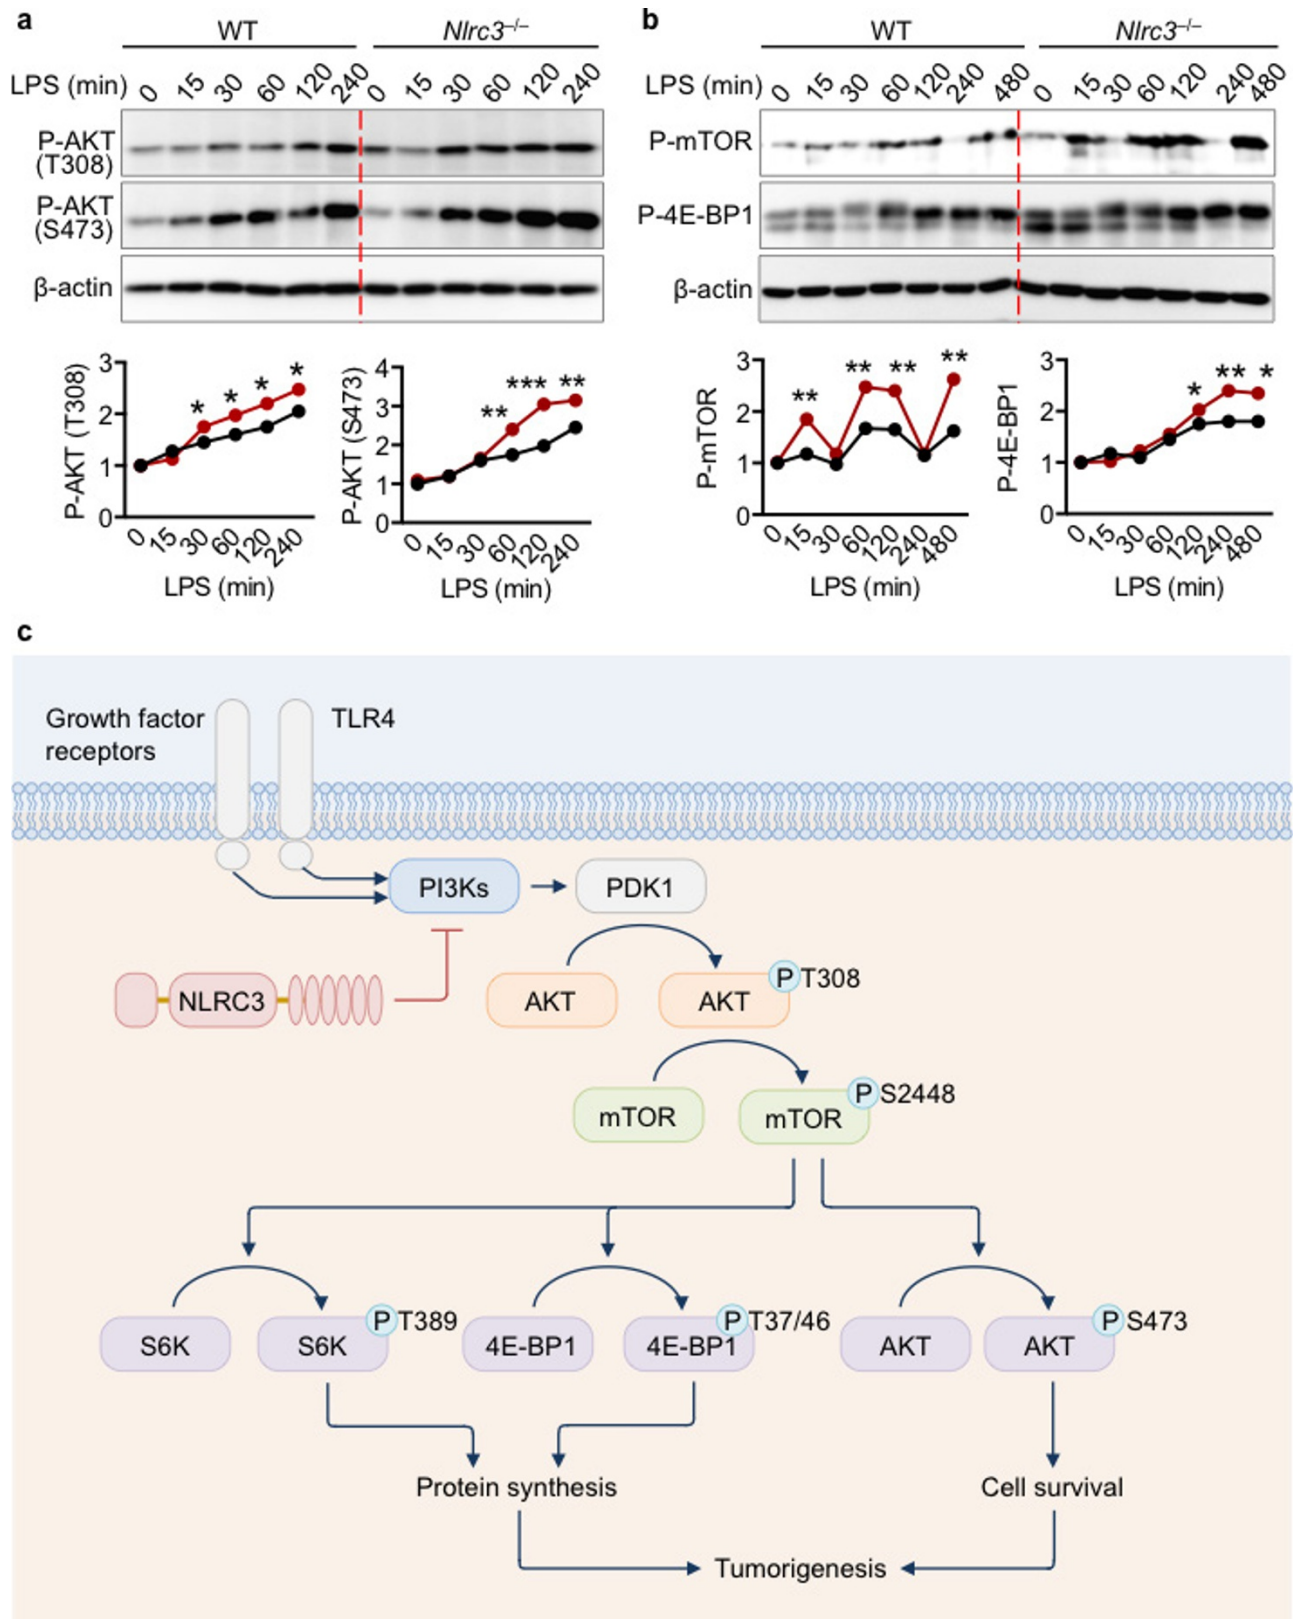 a
WT
Nlrc3–/–
LPS (min) 0 15 30 60 120 240 0 15 30 60 120 240
P-AKT
(T308)
P-AKT
(S473)
β-actin
P-AKT (T308)
3
2
1
0
* * * *
0 15 30 60 120 240
LPS (min)
P-AKT (S473)
4
3
2
1
0
** *** **
0 15 30 60 120 240
LPS (min)
b
WT
Nlrc3–/–
LPS (min) 0 15 30 60 120 240 480 0 15 30 60 120 240 480
P-mTOR
P-4E-BP1
β-actin
P-mTOR
3
2
1
0
** ** ** **
0 15 30 60 120 240 480
LPS (min)
P-4E-BP1
3
2
1
0
* ** *
0 15 30 60 120 240 480
LPS (min)
c
Growth factor
receptors
TLR4
PI3Ks
PDK1
NLRC3
AKT
AKT
P T308
mTOR
mTOR
P S2448
S6K
S6K
P T389
4E-BP1
4E-BP1
P T37/46
AKT
AKT
P S473
Protein synthesis
Cell survival
Tumorigenesis